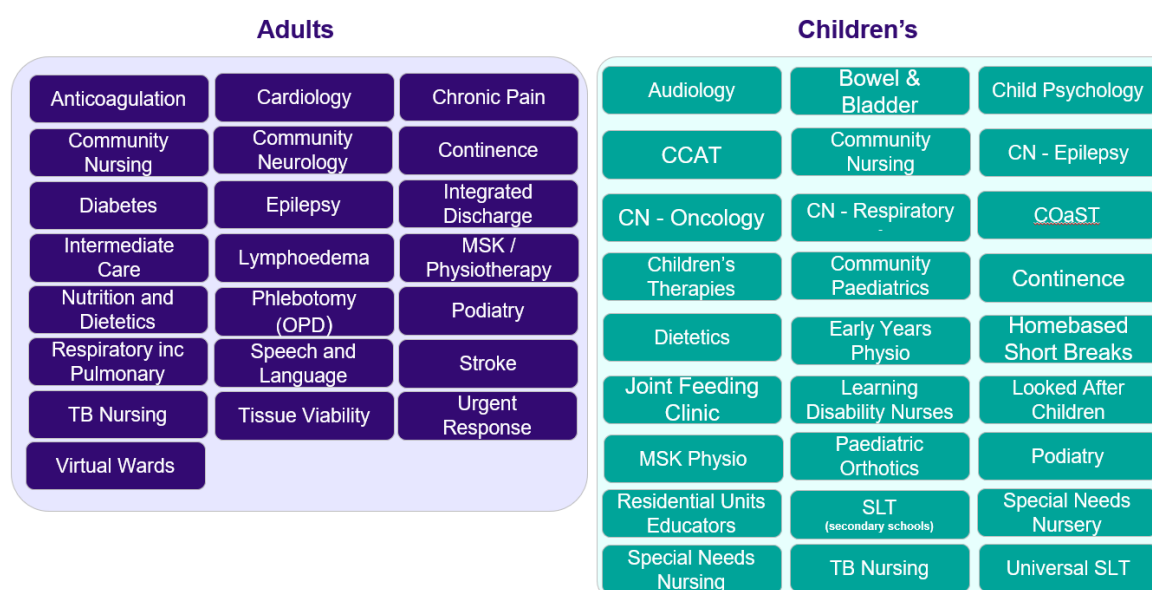 Adults
Anticoagulation
Cardiology
Chronic Pain
Community
Nursing
Community
Neurology
Continence
Diabetes
Epilepsy
Integrated
Discharge
Intermediate
Care
Lymphoedema
MSK /
Physiotherapy
Nutrition and
Dietetics
Phlebotomy
(OPD)
Podiatry
Respiratory inc
Pulmonary
Speech and
Language
Stroke
TB Nursing
Tissue Viability
Urgent
Response
Virtual Wards
Children's
Audiology
Bowel &
Bladder
Child Psychology
CCAT
Community
Nursing
CN - Epilepsy
CN - Oncology
CN - Respiratory
-
COaST
Children's
Therapies
Community
Paediatrics
Continence
Dietetics
Early Years
Physio
Homebased
Short Breaks
Joint Feeding
Clinic
Learning
Disability Nurses
Looked After
Children
MSK Physio
Paediatric
Orthotics
Podiatry
Residential Units
Educators
SLT
(secondary schools)
Special Needs
Nursery
Special Needs
Nursing
TB Nursing
Universal SLT